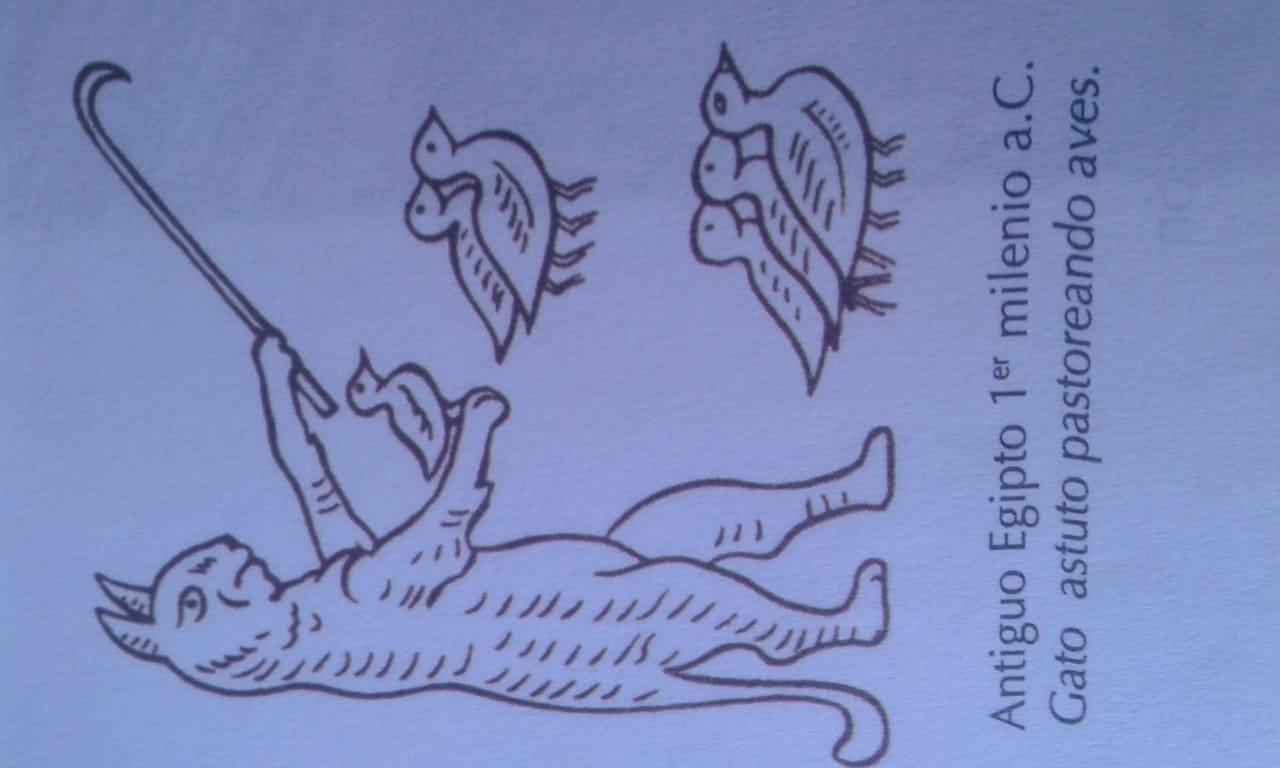 Antiguo Egipto 1er milenio a.C.
Gato astuto pastoreando aves.